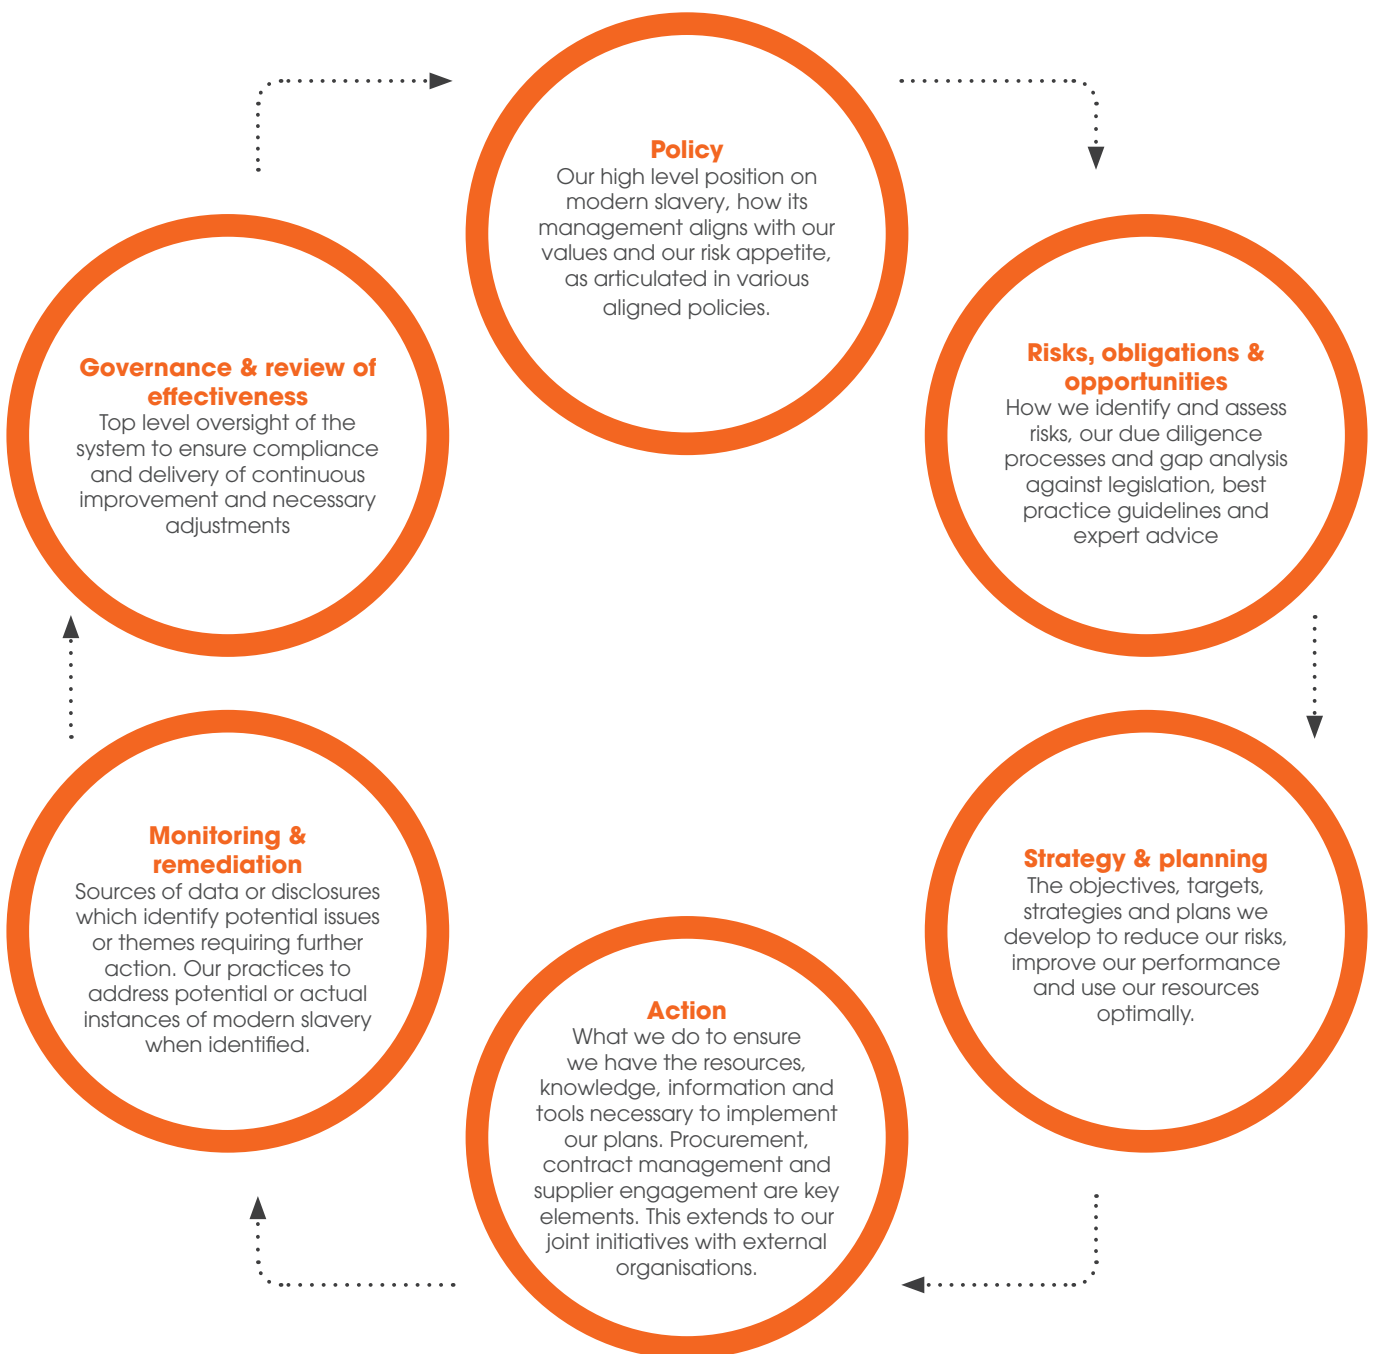 Policy
Our high level position on
modern slavery, how its
management aligns with our
values and our risk appetite,
as articulated in various
aligned policies.
Risks, obligations &
opportunities
How we identify and assess
risks, our due diligence
processes and gap analysis
against legislation, best
practice guidelines and
expert advice
Strategy & planning
The objectives, targets,
strategies and plans we
develop to reduce our risks,
improve our performance
and use our resources
optimally.
Action
What we do to ensure
we have the resources,
knowledge, information and
tools necessary to implement
our plans. Procurement,
contract management and
supplier engagement are key
elements. This extends to our
joint initiatives with external
organisations.
Monitoring &
remediation
Sources of data or disclosures
which identify potential issues
or themes requiring further
action. Our practices to
address potential or actual
instances of modern slavery
when identified.
Governance & review of
effectiveness
Top level oversight of the
system to ensure compliance
and delivery of continuous
improvement and necessary
adjustments